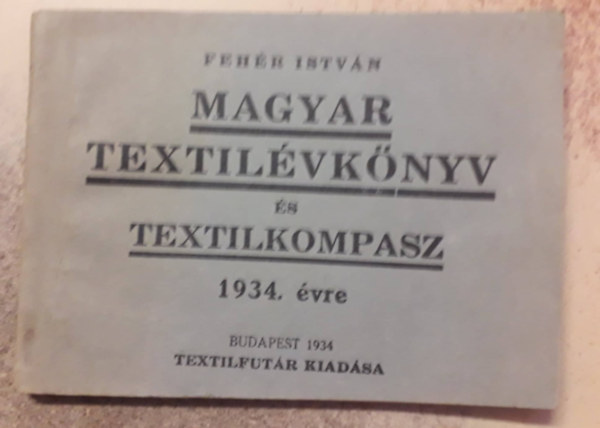 FEHÉR ISTVÁN
MAGYAR
TEXTILÉVKÖNYV
ÉS
TEXTILKOMPASZ
1934. évre
BUDAPEST 1934
TEXTILFUTÁR KIADÁSA